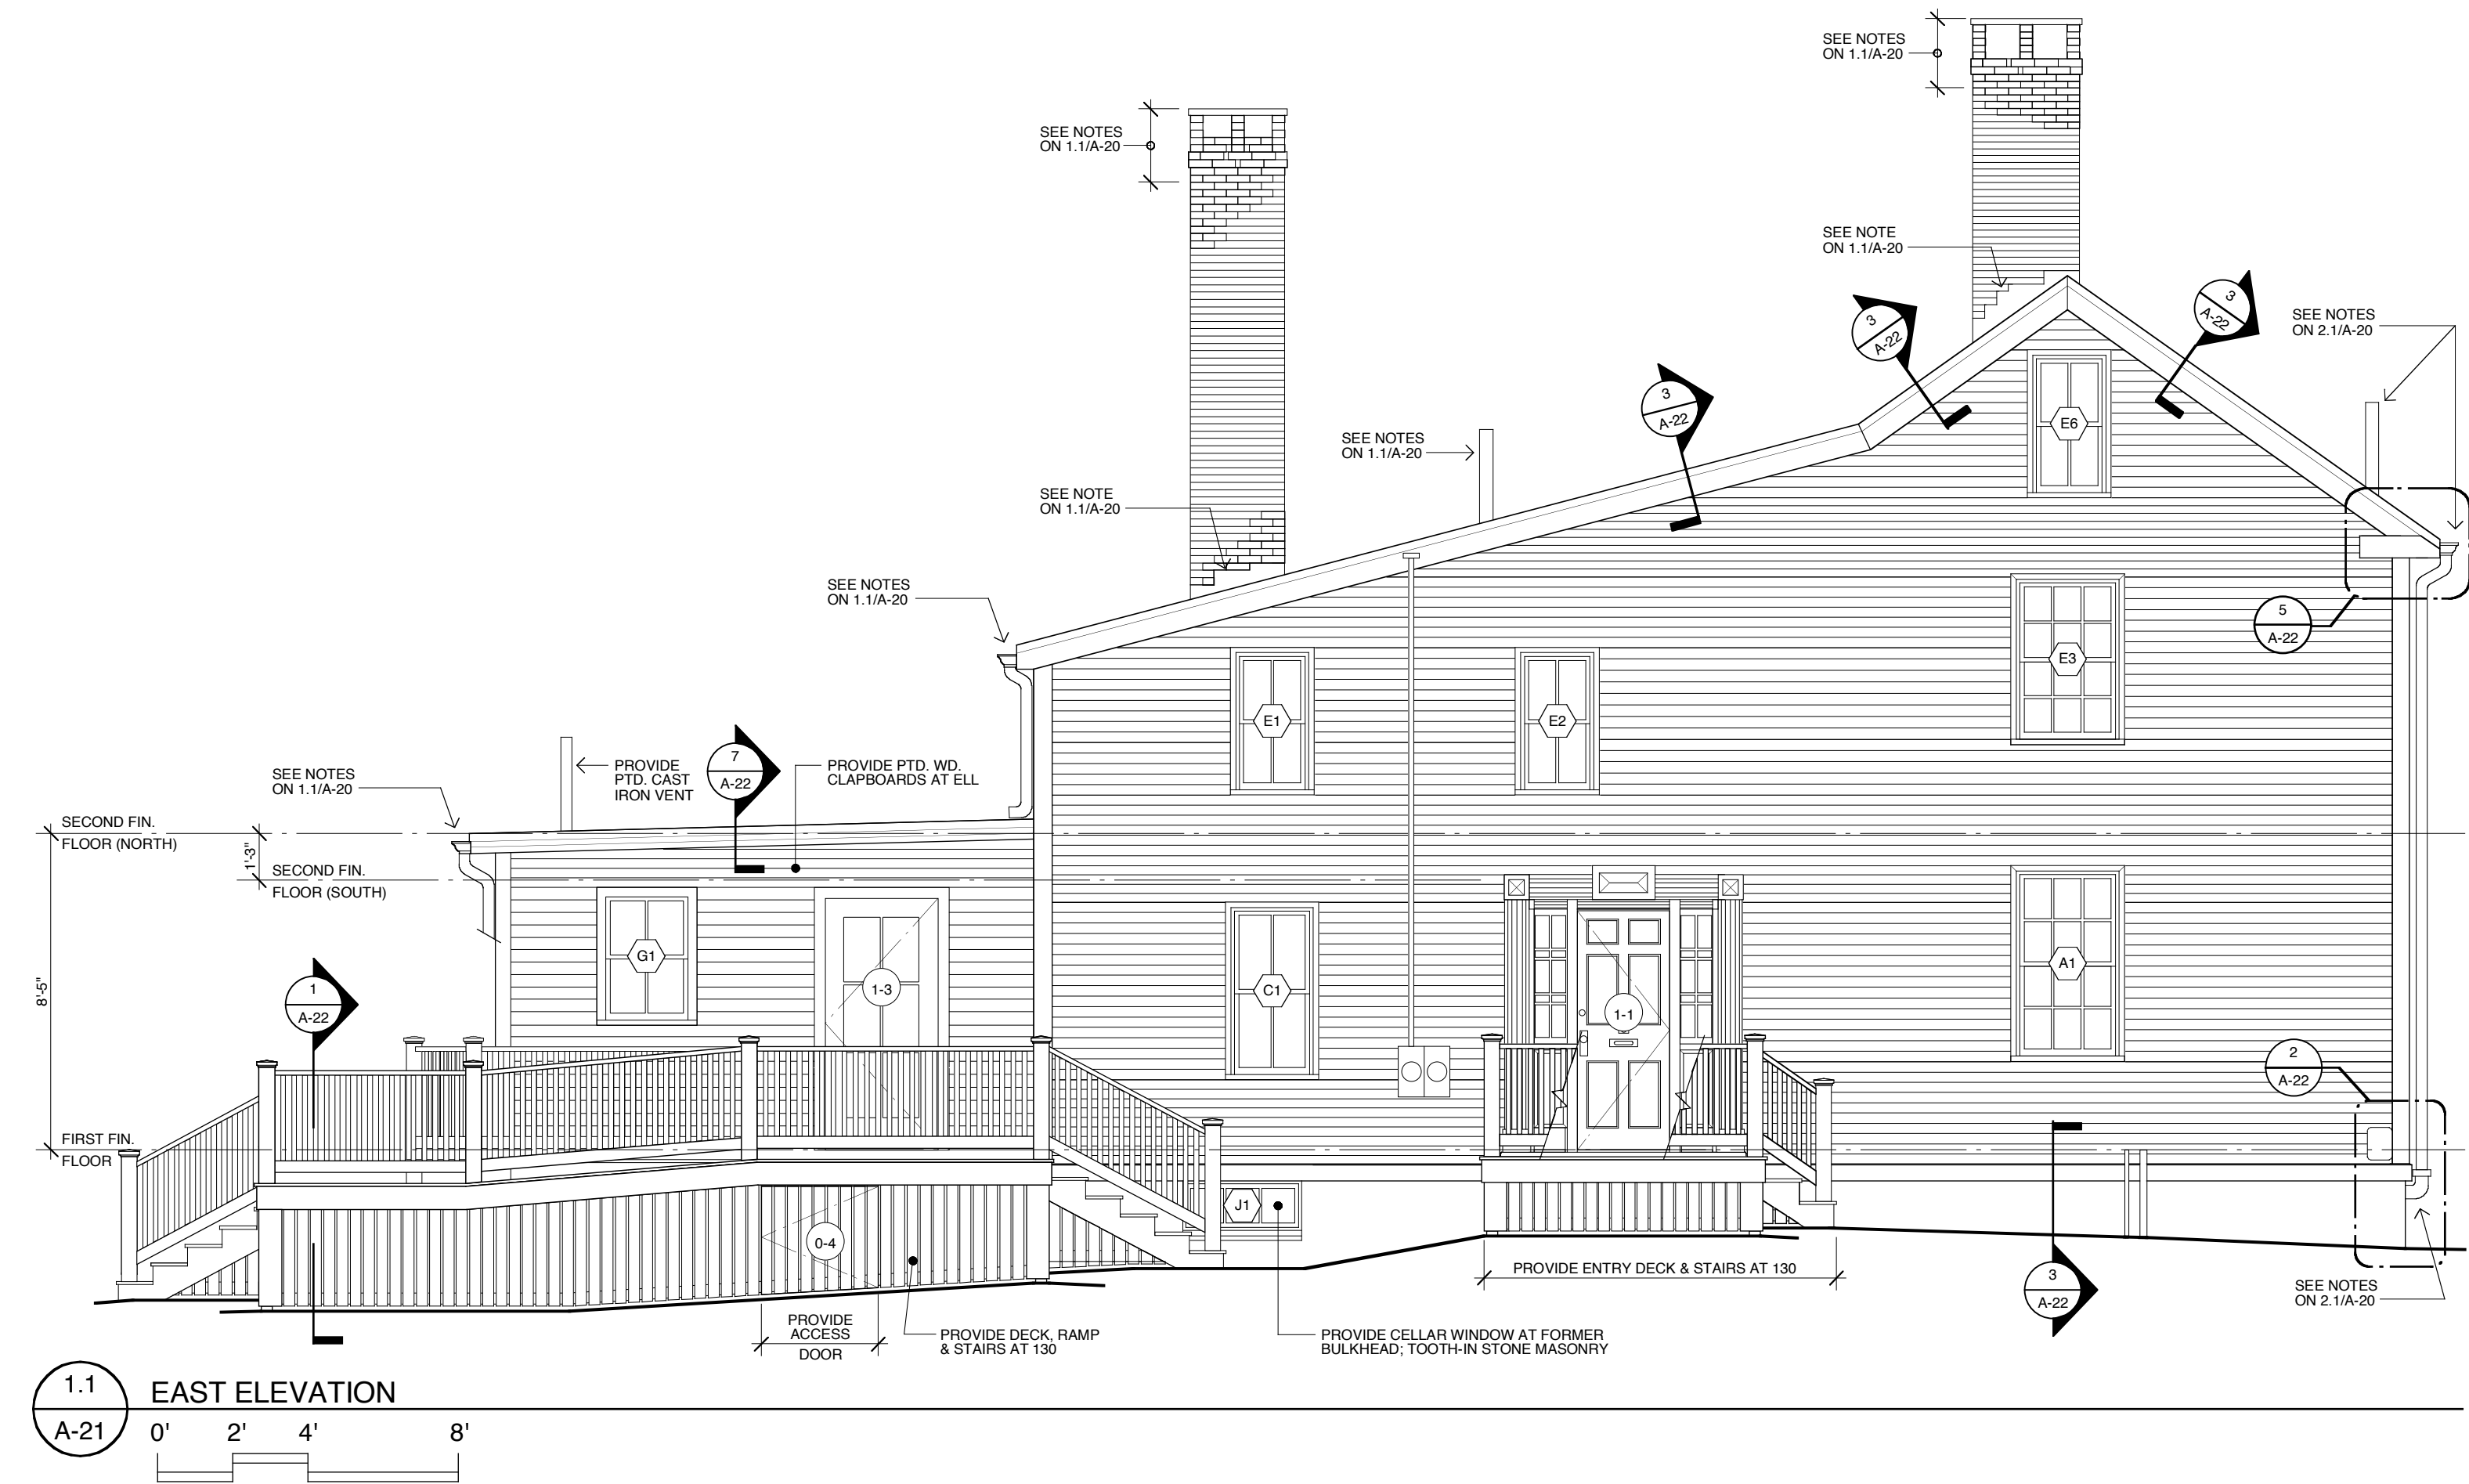 SEE NOTES
ON 1.1/A-20
SEE NOTES
ON 1.1/A-20
SEE NOTE
ON 1.1/A-20
3
A-22
3
A-22
SEE NOTES
ON 2.1/A-20
3
A-22
E6
SEE NOTES
ON 1.1/A-20
SEE NOTE
ON 1.1/A-20
SEE NOTES
ON 1.1/A-20
5
A-22
E3
E1
E2
7
A-22
PROVIDE
PTD. CAST
IRON VENT
PROVIDE PTD. WD.
CLAPBOARDS AT ELL
SEE NOTES
ON 1.1/A-20
SECOND FIN.
FLOOR (NORTH)
1'-3"
SECOND FIN.
FLOOR (SOUTH)
8'-5"
G1
1-3
C1
1-1
A1
1
A-22
2
A-22
FIRST FIN.
FLOOR
J1
0-4
PROVIDE ENTRY DECK & STAIRS AT 130
3
A-22
SEE NOTES
ON 2.1/A-20
PROVIDE
ACCESS
DOOR
PROVIDE DECK, RAMP
& STAIRS AT 130
PROVIDE CELLAR WINDOW AT FORMER
BULKHEAD; TOOTH-IN STONE MASONRY
1.1
A-21
EAST ELEVATION
0' 2' 4' 8'